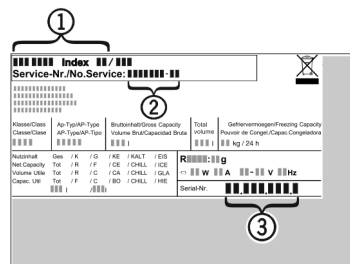 1
Index /
Service-Nr./No.Service: -
2
Klasse/Class Ap-Typ/AP-Type Bruttoinhalt/Gross Capacity Total Gefriervermoegen/Freezing Capacity
Classe/Clase AP-Type/AP-Tipo Volume Brut/Capacidad Bruta volume Pouvoir de Congel./Capac.Congeladora
l l kg / 24 h
Nutzinhalt Ges / K / G / KE / KALT / EIS
Net.Capacity Tot / R / F / CE / CHILL / ICE
Volume Utile Tot / R / C / CA / CHILL / GLA
Capac. Util Tot / F / C / BO / CHILL / HIE
l / l
R : g
W A - V Hz
Serial-Nr. , , ,
3